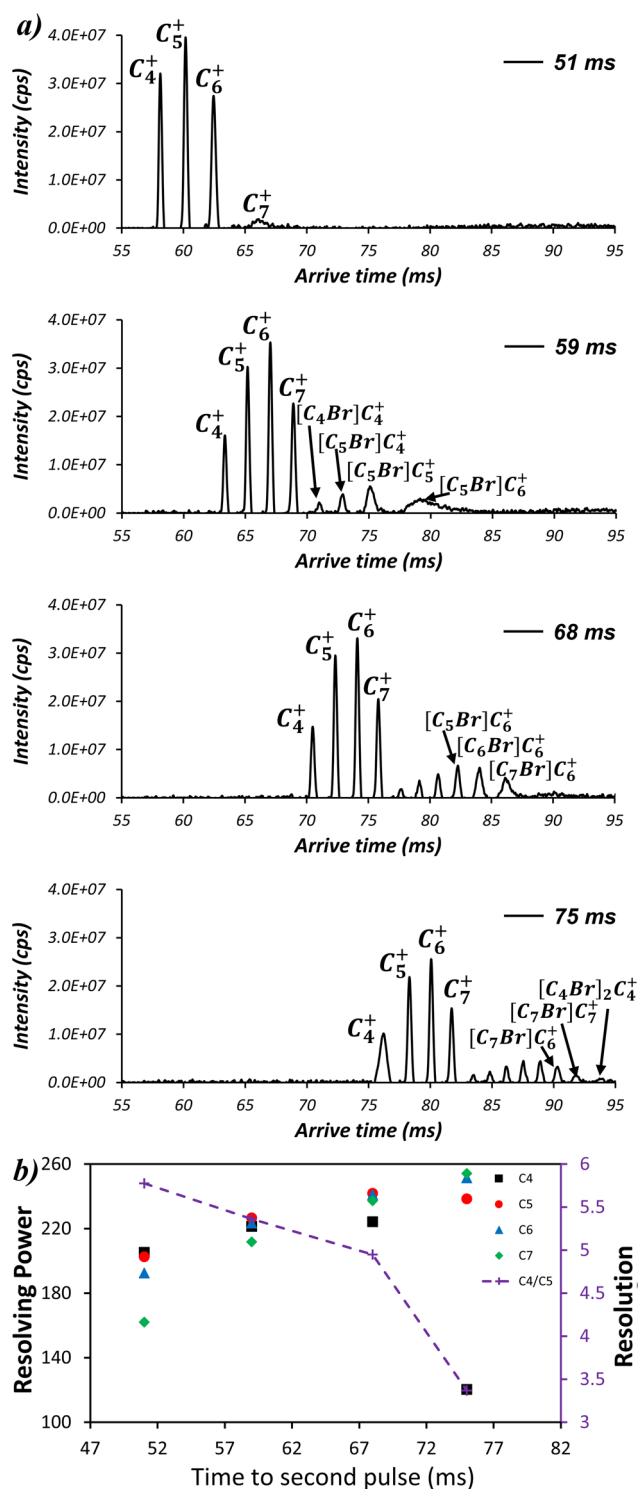 a)
4.0E+07
3.0E+07
2.0E+07
1.0E+07
0.0E+00
Intensity (cps)
C₄⁺
C₅⁺
C₆⁺
C₇⁺
51 ms
55 60 65 70 75 80 85 90 95
Arrive time (ms)
4.0E+07
3.0E+07
2.0E+07
1.0E+07
0.0E+00
Intensity (cps)
C₄⁺
C₅⁺
C₆⁺
C₇⁺
[C₄Br]C₄⁺
[C₅Br]C₄⁺
[C₅Br]C₅⁺
[C₅Br]C₆⁺
59 ms
55 60 65 70 75 80 85 90 95
Arrive time (ms)
4.0E+07
3.0E+07
2.0E+07
1.0E+07
0.0E+00
Intensity (cps)
C₄⁺
C₅⁺
C₆⁺
C₇⁺
[C₅Br]C₆⁺
[C₆Br]C₆⁺
[C₇Br]C₆⁺
68 ms
55 60 65 70 75 80 85 90 95
Arrive time (ms)
4.0E+07
3.0E+07
2.0E+07
1.0E+07
0.0E+00
Intensity (cps)
C₄⁺
C₅⁺
C₆⁺
C₇⁺
[C₇Br]C₆⁺
[C₇Br]C₇⁺
[C₄Br]₂C₄⁺
75 ms
55 60 65 70 75 80 85 90 95
Arrive time (ms)
b)
260
220
180
140
100
Resolving Power
C4
C5
C6
C7
C4/C5
6
5.5
5
4.5
4
3.5
3
Resolution
47 52 57 62 67 72 77 82
Time to second pulse (ms)